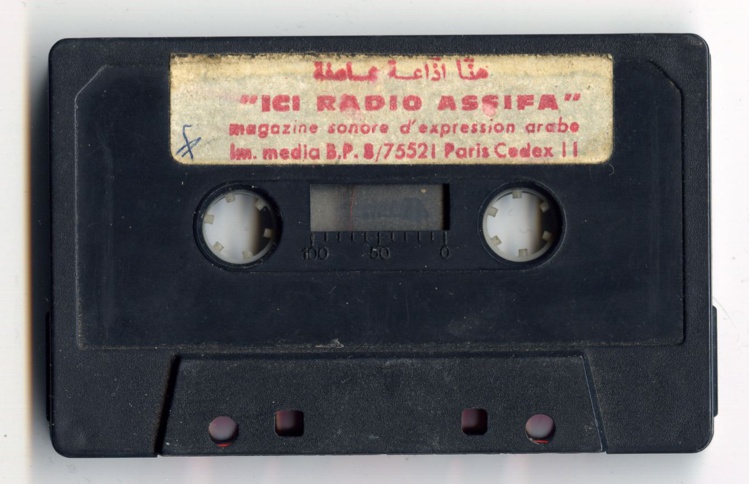 هنا اذاعة عاصفة
"ICI RADIO ASSIFA"
magazine sonore d'expression arabe
Im. media B.P. 8/75521 Paris Cedex 11
100 50 0